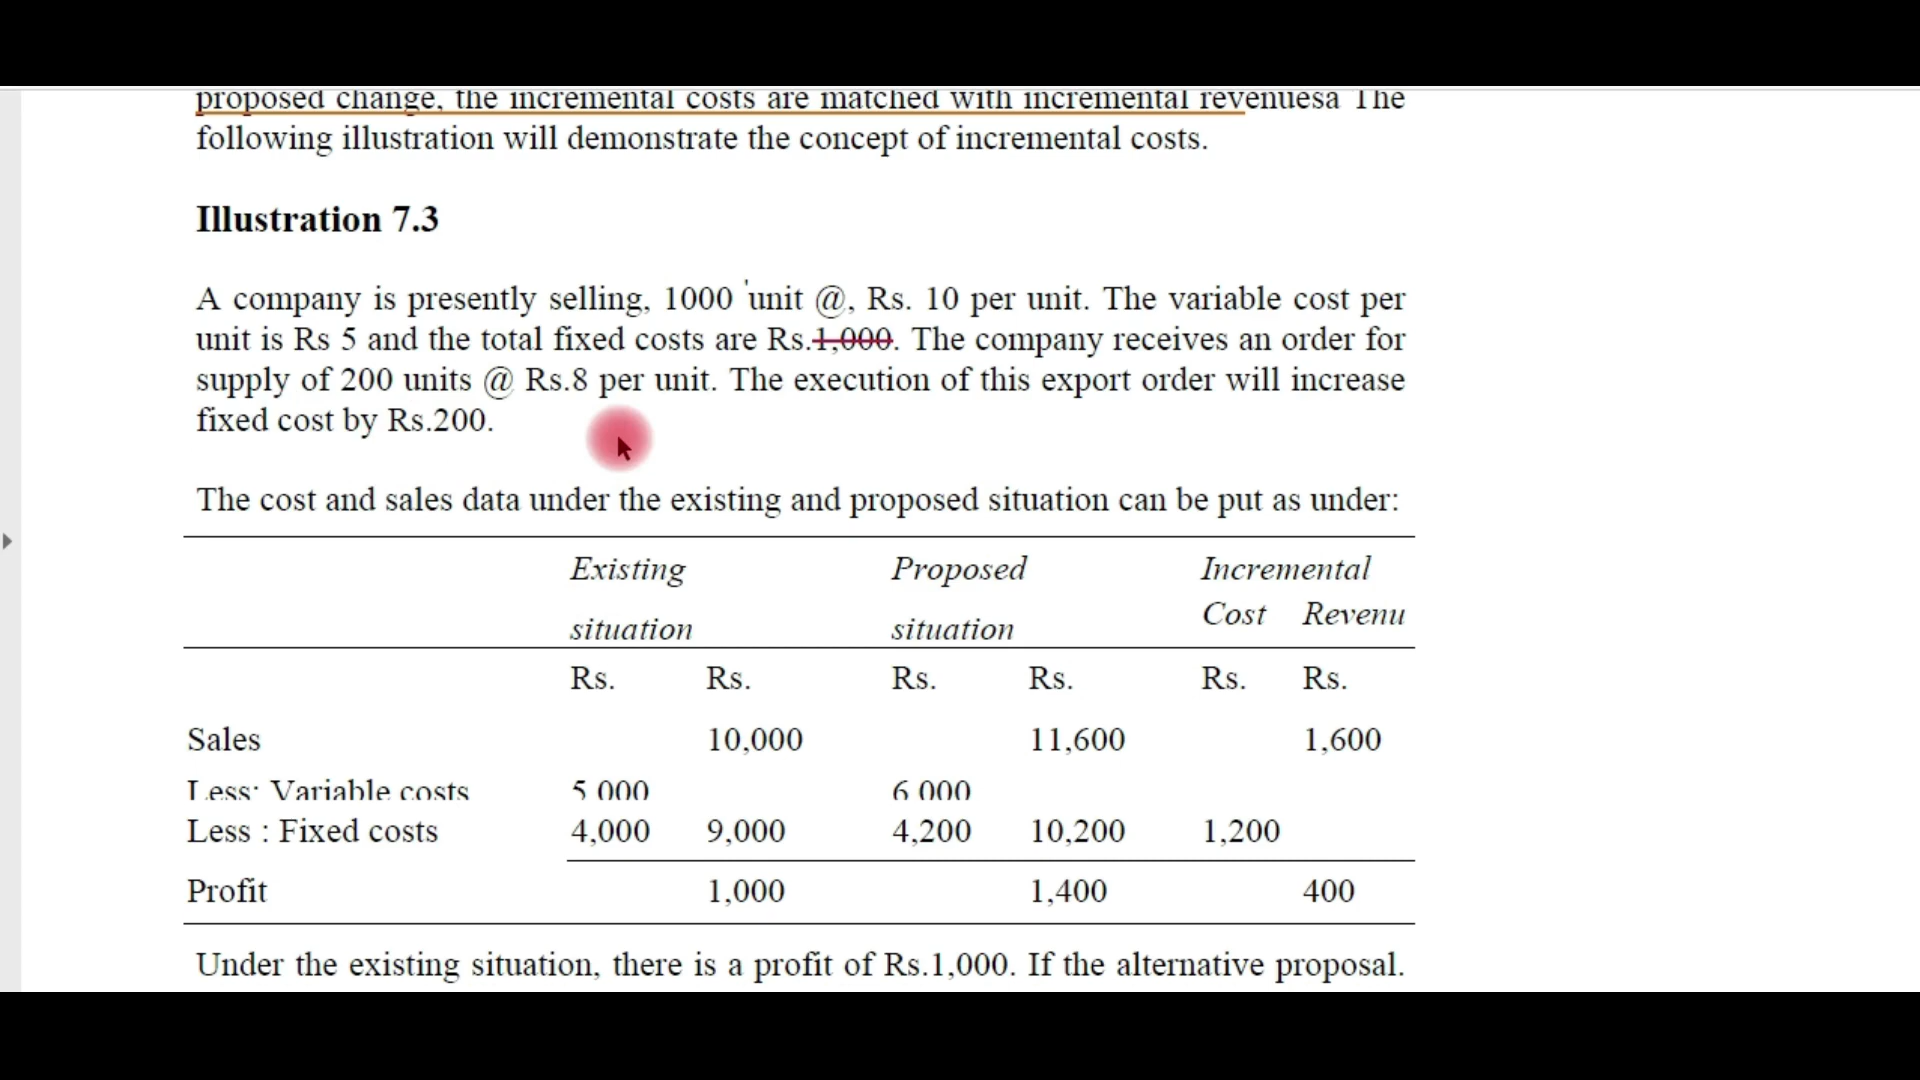 proposed change, the incremental costs are matched with incremental revenuesa The
following illustration will demonstrate the concept of incremental costs.
Illustration 7.3
A company is presently selling, 1000 'unit @, Rs. 10 per unit. The variable cost per
unit is Rs 5 and the total fixed costs are Rs.1,000. The company receives an order for
supply of 200 units @ Rs.8 per unit. The execution of this export order will increase
fixed cost by Rs.200.
The cost and sales data under the existing and proposed situation can be put as under:
Existing Proposed Incremental
Cost Revenu
situation situation
Rs. Rs. Rs. Rs. Rs. Rs.
Sales 10,000 11,600 1,600
Less: Variable costs 5 000 6 000
Less : Fixed costs 4,000 9,000 4,200 10,200 1,200
Profit 1,000 1,400 400
Under the existing situation, there is a profit of Rs.1,000. If the alternative proposal.